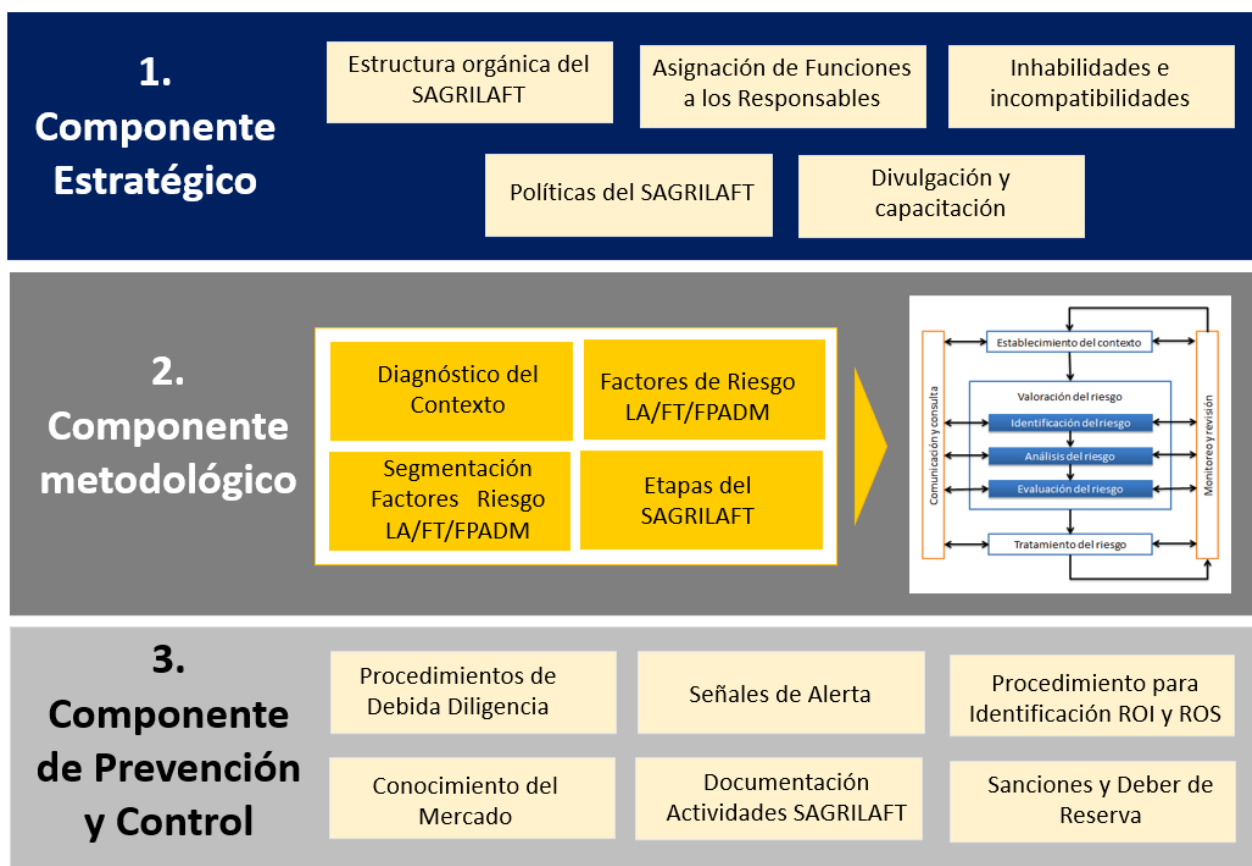 1.
Componente
Estratégico
Estructura orgánica del
SAGRILAFT
Asignación de Funciones
a los Responsables
Inhabilidades e
incompatibilidades
Políticas del SAGRILAFT
Divulgación y
capacitación
2.
Componente
metodológico
Diagnóstico del
Contexto
Factores de Riesgo
LA/FT/FPADM
Segmentación
Factores Riesgo
LA/FT/FPADM
Etapas del
SAGRILAFT
Comunicación y consulta
Establecimiento del contexto
Valoración del riesgo
Identificación del riesgo
Análisis del riesgo
Evaluación del riesgo
Tratamiento del riesgo
Monitoreo y revisión
3.
Componente
de Prevención
y Control
Procedimientos de
Debida Diligencia
Señales de Alerta
Procedimiento para
Identificación ROI y ROS
Conocimiento del
Mercado
Documentación
Actividades SAGRILAFT
Sanciones y Deber de
Reserva